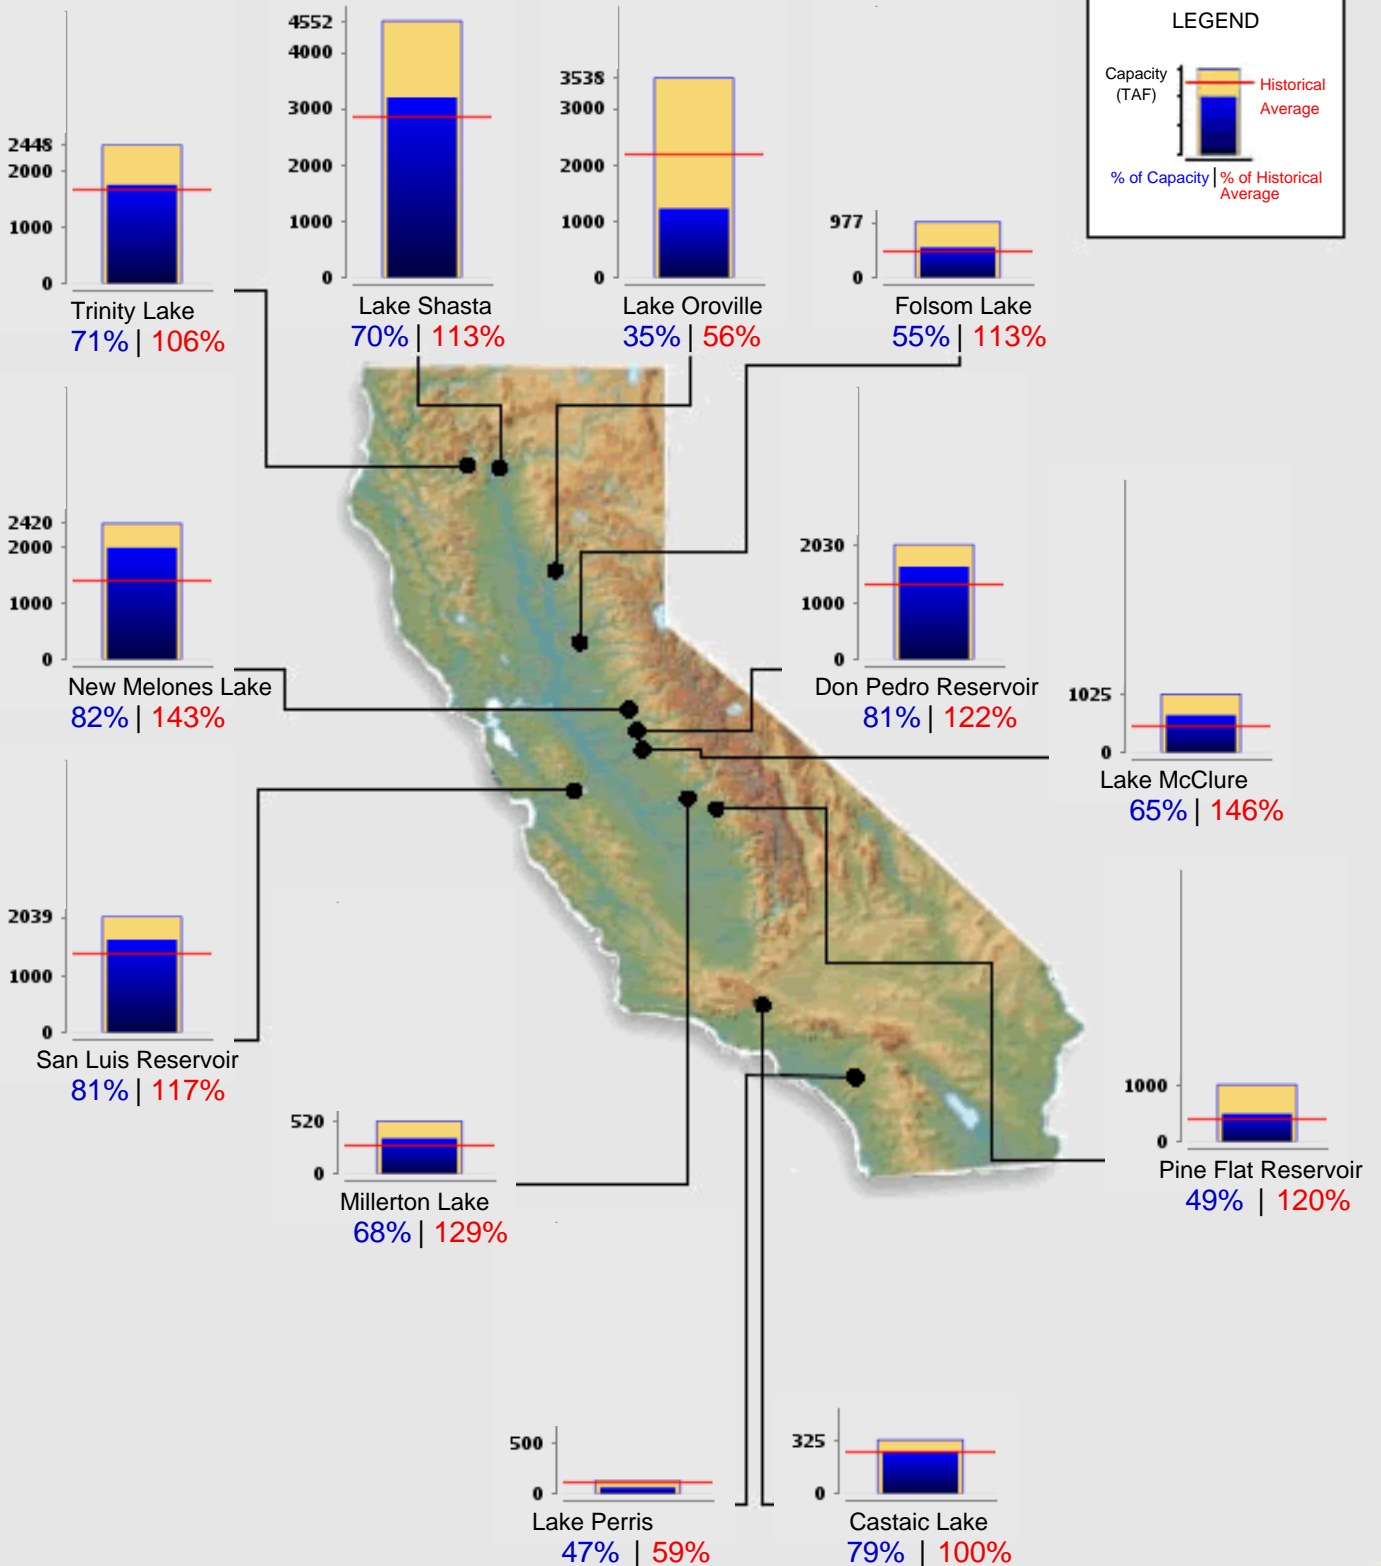 LEGEND
Capacity
(TAF)
Historical
Average
% of Capacity | % of Historical
Average
2448
2000
1000
0
Trinity Lake
71% | 106%
4552
4000
3000
2000
1000
0
Lake Shasta
70% | 113%
3538
3000
2000
1000
0
Lake Oroville
35% | 56%
977
0
Folsom Lake
55% | 113%
2420
2000
1000
0
New Melones Lake
82% | 143%
2030
1000
0
Don Pedro Reservoir
81% | 122%
1025
0
Lake McClure
65% | 146%
2039
1000
0
San Luis Reservoir
81% | 117%
520
0
Millerton Lake
68% | 129%
1000
0
Pine Flat Reservoir
49% | 120%
500
0
Lake Perris
47% | 59%
325
0
Castaic Lake
79% | 100%